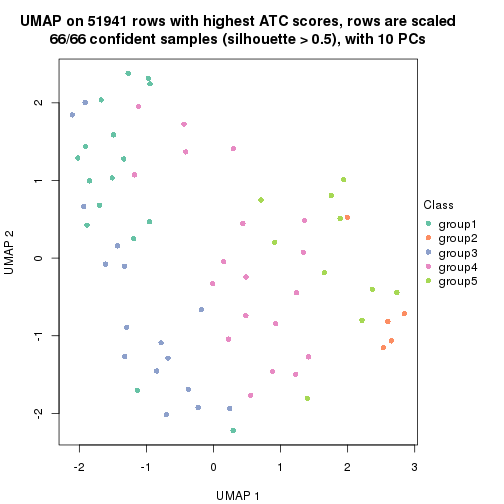 UMAP on 51941 rows with highest ATC scores, rows are scaled
66/66 confident samples (silhouette > 0.5), with 10 PCs
2
1
0
-1
-2
UMAP 2
-2
-1
0
1
2
3
UMAP 1
Class
group1
group2
group3
group4
group5